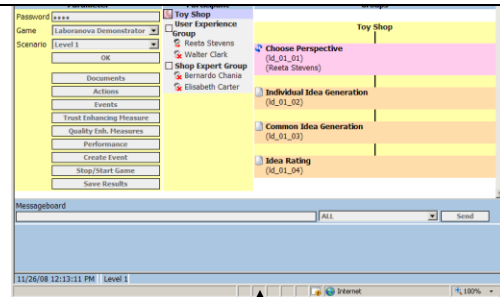 Password ****
Game Laboranova Demonstrator
Scenario Level 1
OK
Documents
Actions
Events
Trust Enhancing Measure
Quality Enh. Measures
Performance
Create Event
Stop/Start Game
Save Results
Toy Shop
User Experience
Group
Reeta Stevens
Walter Clark
Shop Expert Group
Bernardo Chania
Elisabeth Carter
Toy Shop
Choose Perspective
(id_01_01)
(Reeta Stevens)
Individual Idea Generation
(id_01_02)
Common Idea Generation
(id_01_03)
Idea Rating
(id_01_04)
Messageboard
ALL
Send
11/26/08 12:13:11 PM Level 1
Internet
100%